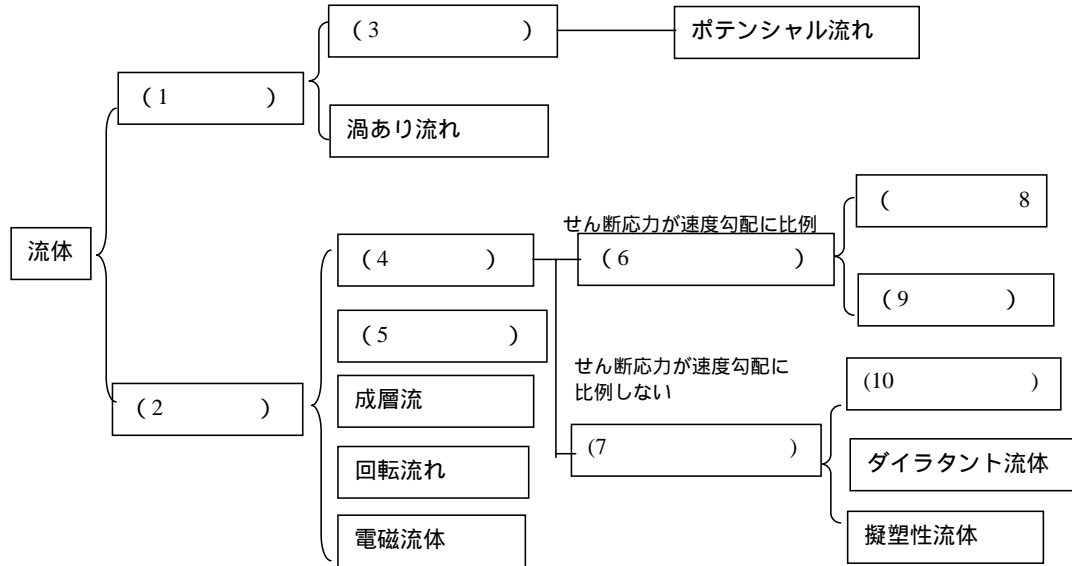 （3　　　　　）
ポテンシャル流れ
（1　　　　）
渦あり流れ
(　　　　　8
せん断応力が速度勾配に比例
流体
（4　　　　）
（6　　　　　　）
（9　　　　）
（5　　　　　）
せん断応力が速度勾配に
比例しない
(10　　　　　　)
成層流
（2　　　　）
(7　　　　　　　)
ダイラタント流体
回転流れ
電磁流体
擬塑性流体